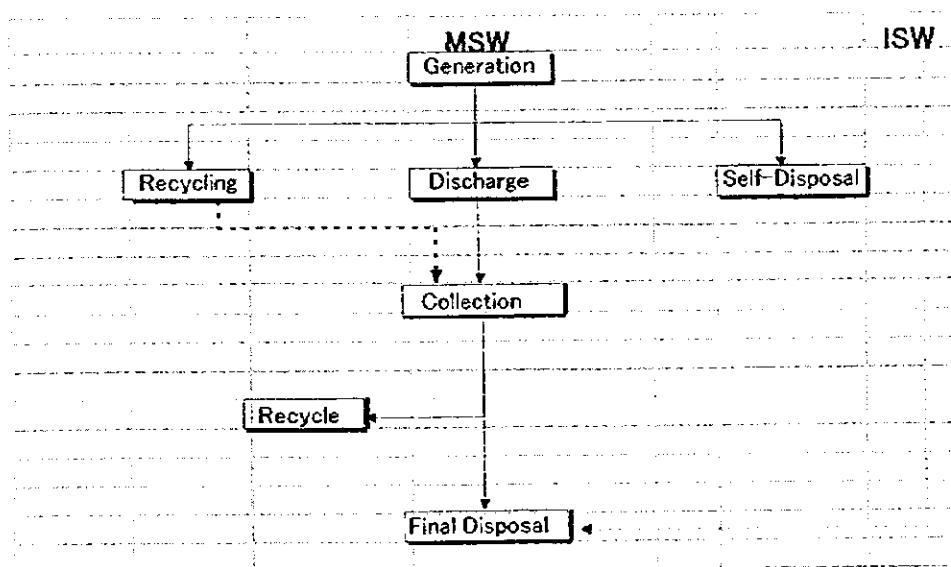 MSW
ISW
Generation
Recycling
Discharge
Self-Disposal
Collection
Recycle
Final Disposal